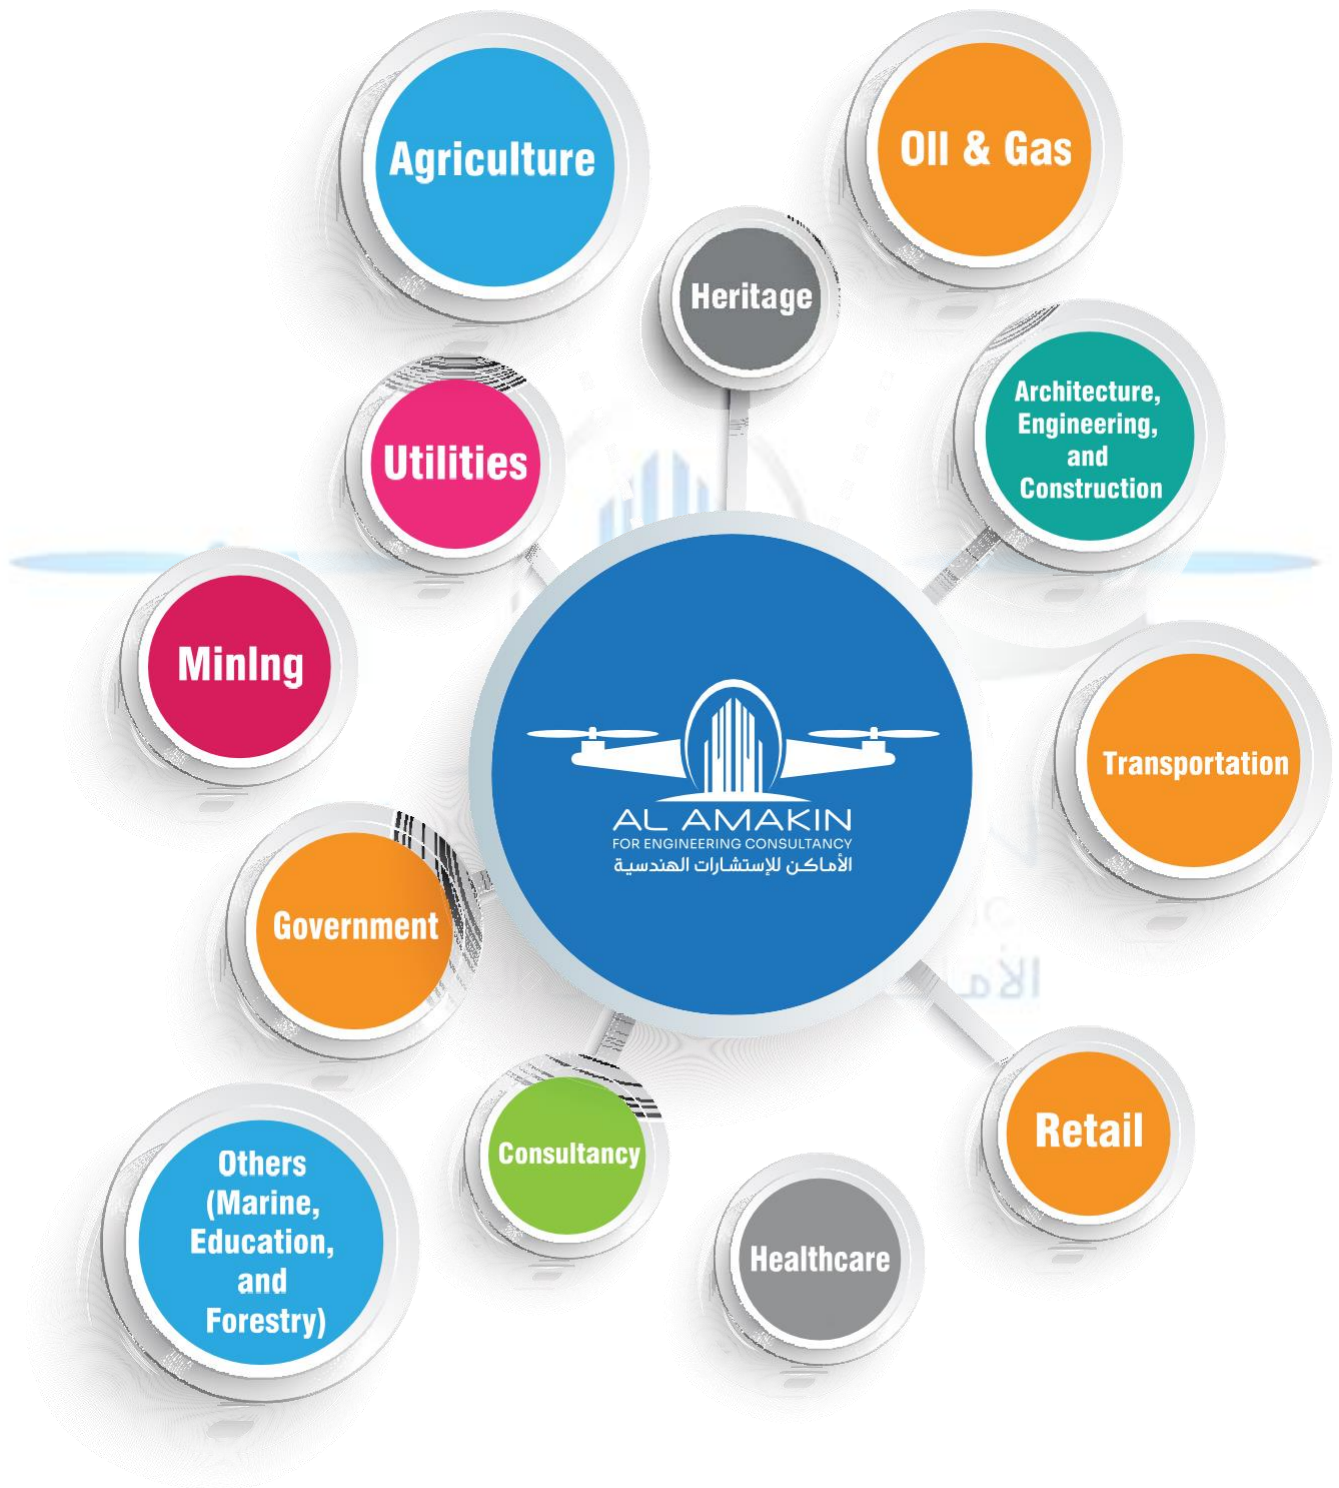 Agriculture
OIl & Gas
Heritage
Architecture,
Engineering,
and
Construction
Utilities
MinIng
Transportation
AL AMAKIN
FOR ENGINEERING CONSULTANCY
الأماكن للإستشارات الهندسية
Government
Retail
Consultancy
Others
(Marine,
Education,
and
Forestry)
Healthcare